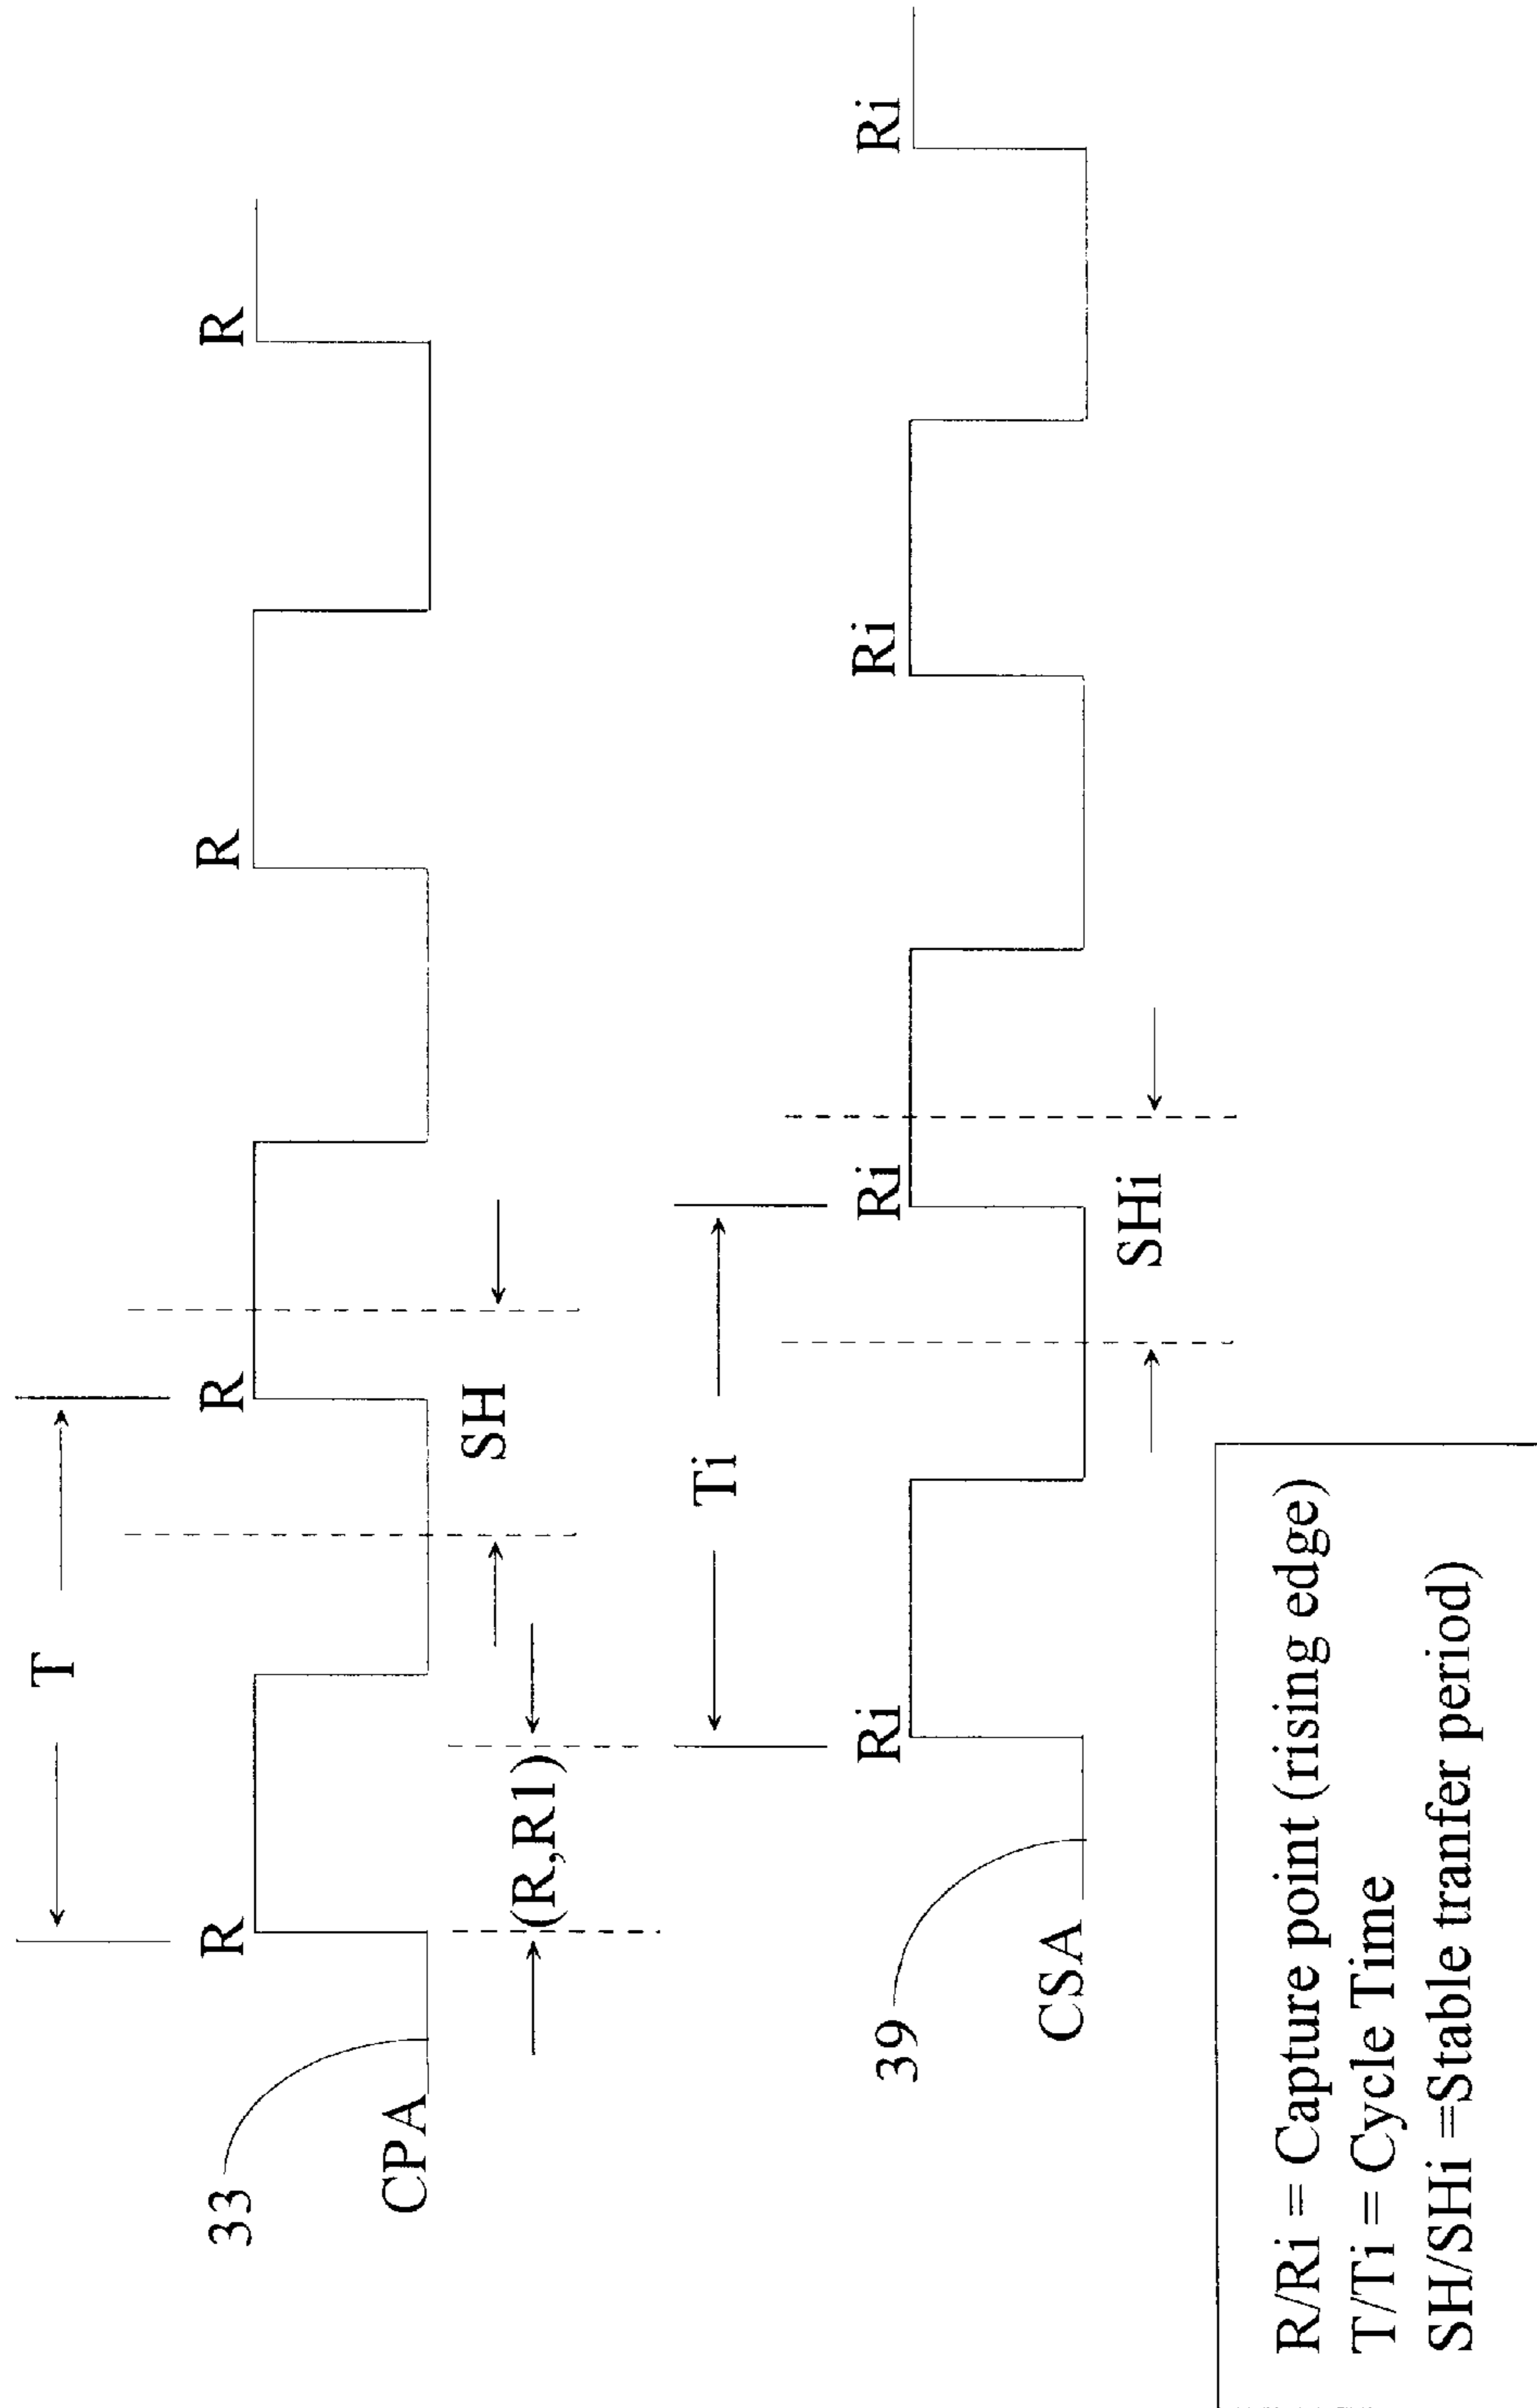 T
R
R
R
R
33
CPA
SH
(R,R1)
Ti
Ri
Ri
Ri
Ri
39
CSA
SHi
R/Ri = Capture point (rising edge)
T/Ti = Cycle Time
SH/SHi =Stable tranfer period)